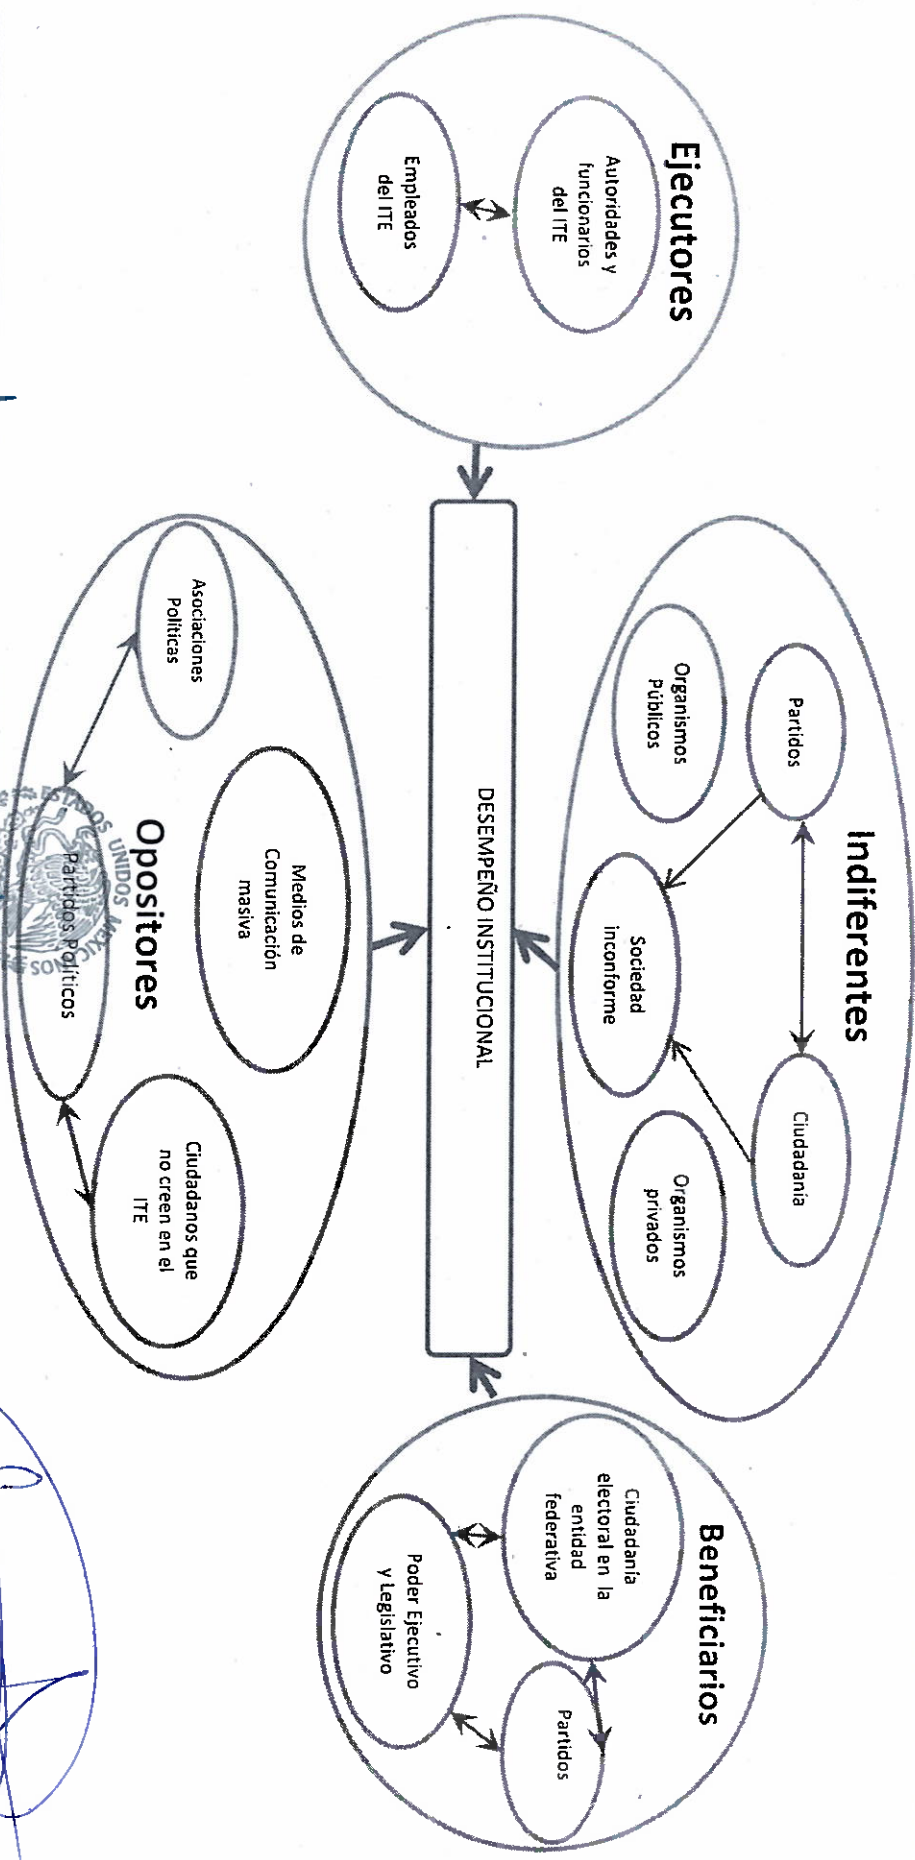 Ejecutores
Autoridades y
funcionarios
del ITE
Empleados
del ITE
Indiferentes
Partidos
Ciudadanía
Organismos
Públicos
Sociedad
inconforme
Organismos
privados
DESEMPEÑO INSTITUCIONAL
Medios de
Comunicación
masiva
Asociaciones
Políticas
Opositores
Partidos Políticos
Ciudadanos que
no creen en el
ITE
ESTADOS UNIDOS MEXICANOS
Beneficiarios
Ciudadanía
electoral en la
entidad
federativa
Partidos
Poder Ejecutivo
y Legislativo